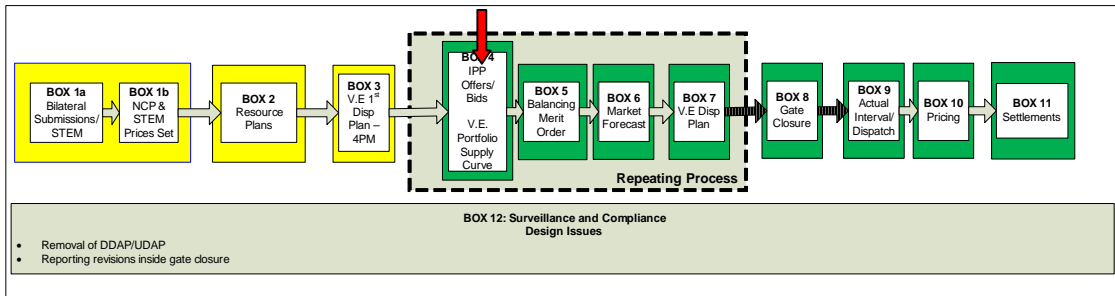 BOX 1a
Bilateral
Submissions/
STEM
BOX 1b
NCP &
STEM
Prices Set
BOX 2
Resource
Plans
BOX 3
V.E 1st
Disp
Plan –
4PM
BOX 4
IPP
Offers/
Bids
V.E.
Portfolio
Supply
Curve
BOX 5
Balancing
Merit
Order
BOX 6
Market
Forecast
BOX 7
V.E Disp
Plan
Repeating Process
BOX 8
Gate
Closure
BOX 9
Actual
Interval/
Dispatch
BOX 10
Pricing
BOX 11
Settlements
BOX 12: Surveillance and Compliance
Design Issues
• Removal of DDAP/UDAP
• Reporting revisions inside gate closure